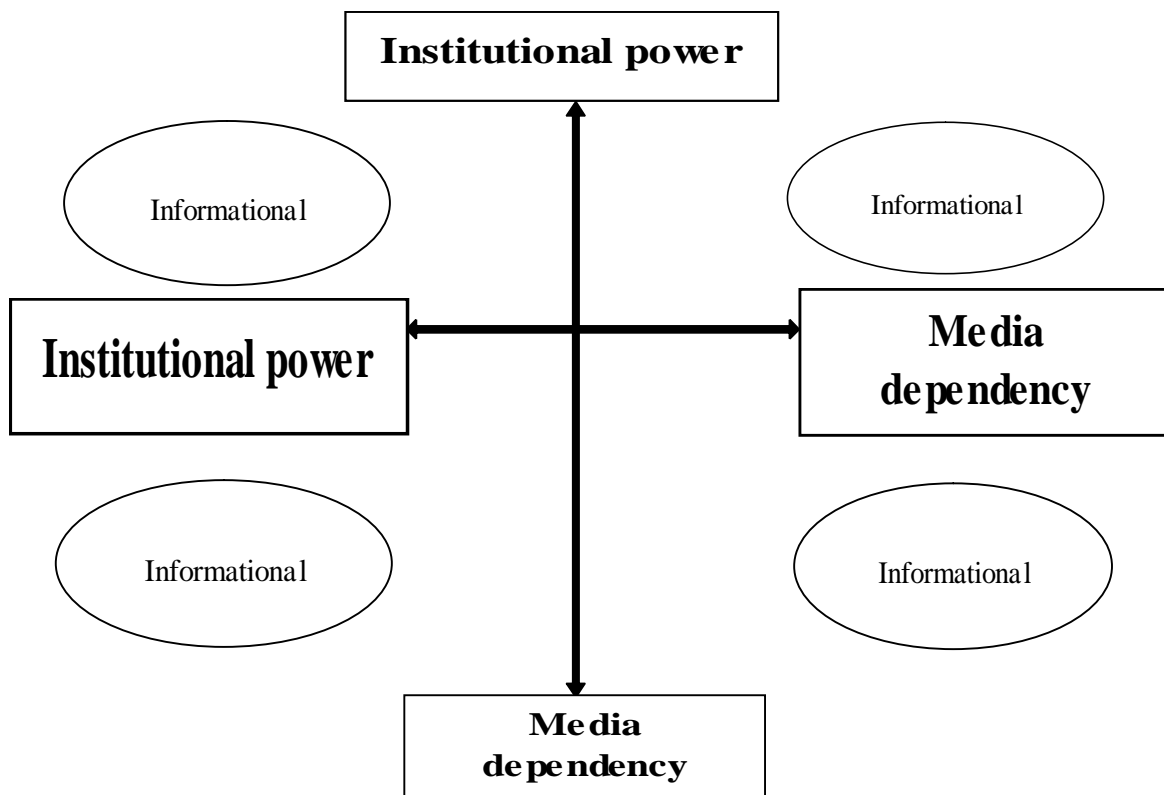 Institutional power
Informational
Informational
Institutional power
Media
dependency
Informational
Informational
Media
dependency